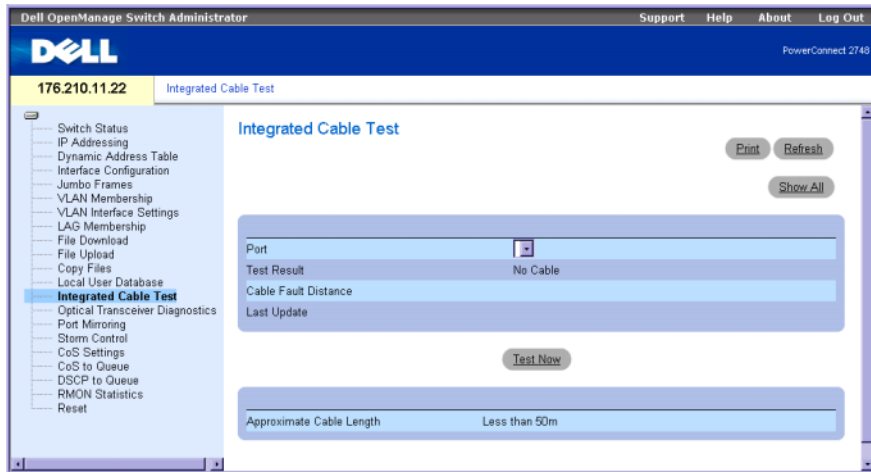 Dell OpenManage Switch Administrator
Support Help About Log Out
DELL
PowerConnect 2748
176.210.11.22
Integrated Cable Test
Switch Status
IP Addressing
Dynamic Address Table
Interface Configuration
Jumbo Frames
VLAN Membership
VLAN Interface Settings
LAG Membership
File Download
File Upload
Copy Files
Local User Database
Integrated Cable Test
Optical Transceiver Diagnostics
Port Mirroring
Storm Control
CoS Settings
CoS to Queue
DSCP to Queue
RMON Statistics
Reset
Integrated Cable Test
Print Refresh
Show All
Port
Test Result No Cable
Cable Fault Distance
Last Update
Test Now
Approximate Cable Length Less than 50m